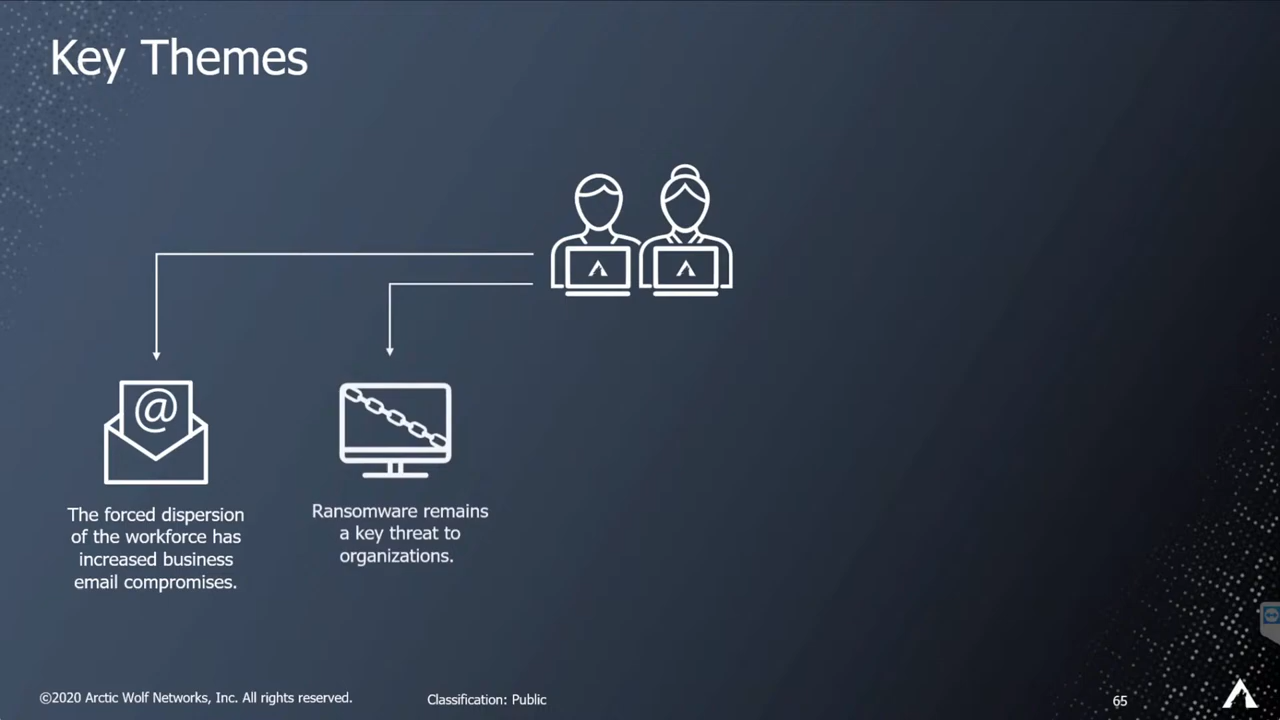 Key Themes
@
The forced dispersion
of the workforce has
increased business
email compromises.
Ransomware remains
a key threat to
organizations.
©2020 Arctic Wolf Networks, Inc. All rights reserved.
Classification: Public
65